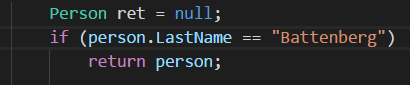 Person ret = null;
if (person.LastName == "Battenberg")
return person;